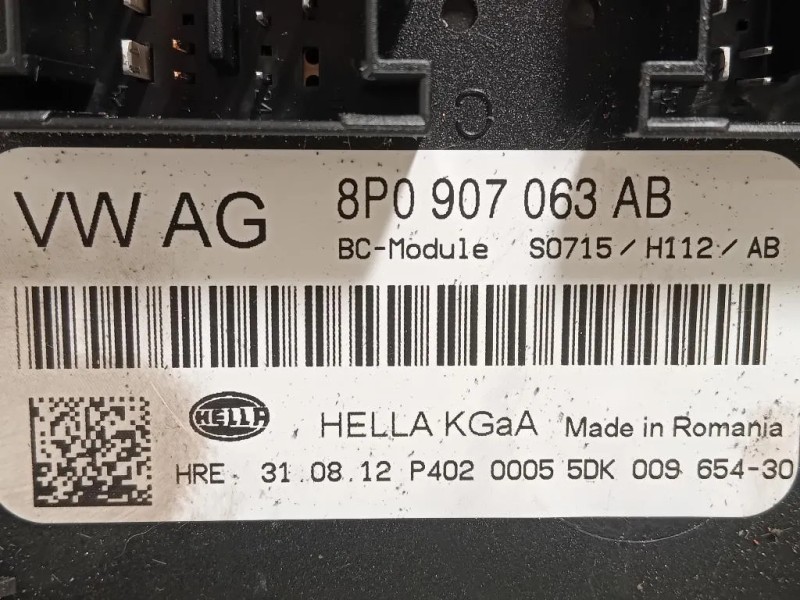 C
VW AG
8P0 907 063 AB
BC-Module S0715/H112/AB
HELLA
HELLA KGaA Made in Romania
HRE 31.08.12 P402 0005 5DK 009 654-30